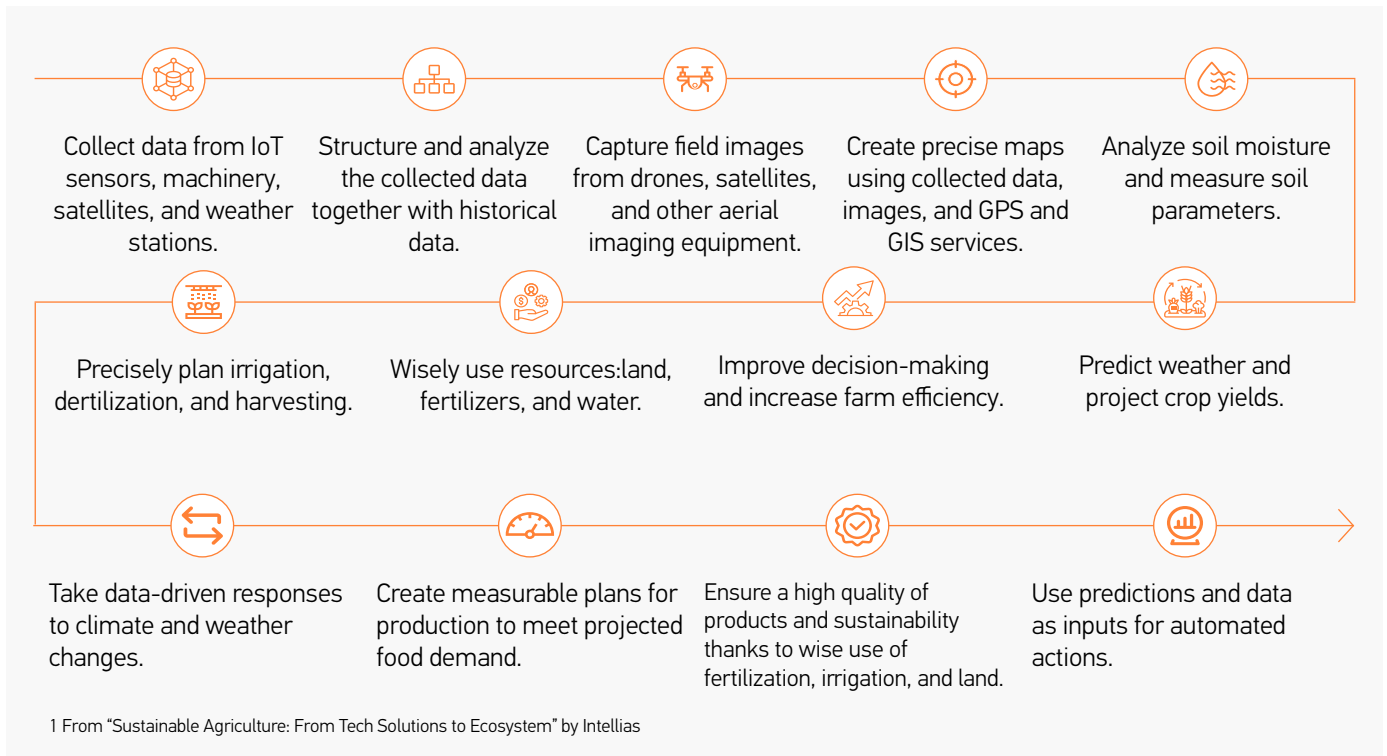 Collect data from IoT
sensors, machinery,
satellites, and weather
stations.
Structure and analyze
the collected data
together with historical
data.
Capture field images
from drones, satellites,
and other aerial
imaging equipment.
Create precise maps
using collected data,
images, and GPS and
GIS services.
Analyze soil moisture
and measure soil
parameters.
Predict weather and
project crop yields.
Improve decision-making
and increase farm efficiency.
Wisely use resources:land,
fertilizers, and water.
Precisely plan irrigation,
dertilization, and harvesting.
Take data-driven responses
to climate and weather
changes.
Create measurable plans for
production to meet projected
food demand.
Ensure a high quality of
products and sustainability
thanks to wise use of
fertilization, irrigation, and land.
Use predictions and data
as inputs for automated
actions.
1 From “Sustainable Agriculture: From Tech Solutions to Ecosystem” by Intellias